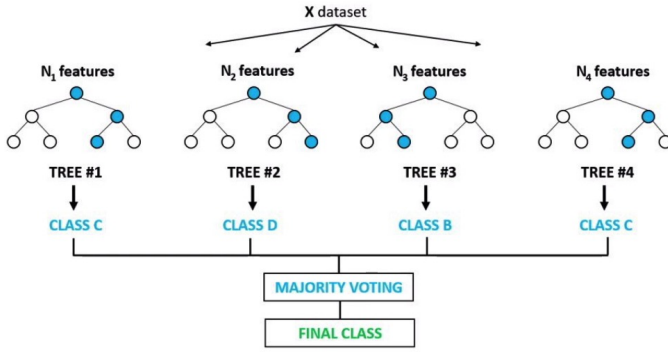 X dataset
N₁ features N₂ features N₃ features N₄ features
TREE #1 TREE #2 TREE #3 TREE #4
CLASS C CLASS D CLASS B CLASS C
MAJORITY VOTING
FINAL CLASS